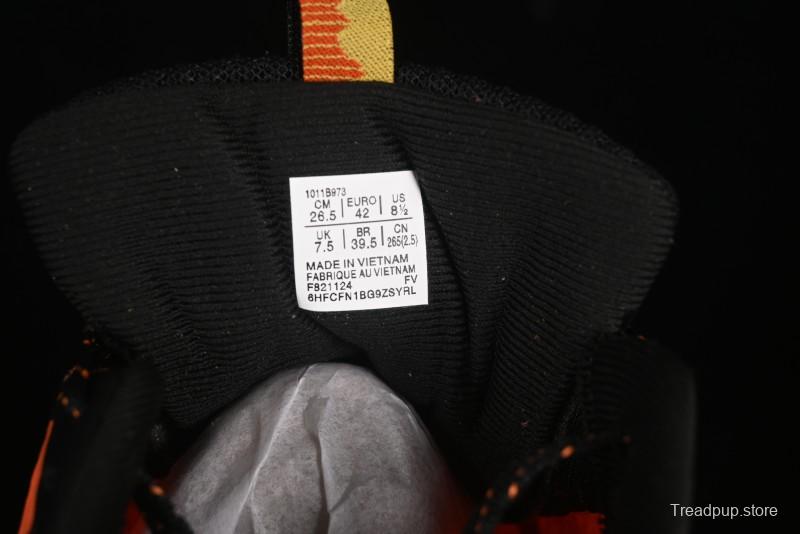 1011B973
CM | EURO | US
26.5 | 42 | 8½
UK | BR | CN
7.5 | 39.5 | 265(2.5)
MADE IN VIETNAM
FABRIQUE AU VIETNAM
F821124 FV
6HFCFN1BG9ZSYRL
Treadpup.store